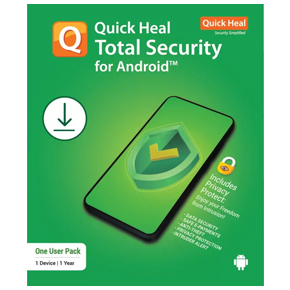 Quick Heal
Security Simplified
Quick Heal
Total Security
for Android™
Includes
Privacy
Protect:
Enjoy your Freedom
from Intrusion!
- DATA SECURITY
- SAFE E-PAYMENTS
- ANTI-THEFT
- PRIVACY PROTECTION
- INTRUDER ALERT
One User Pack
1 Device | 1 Year